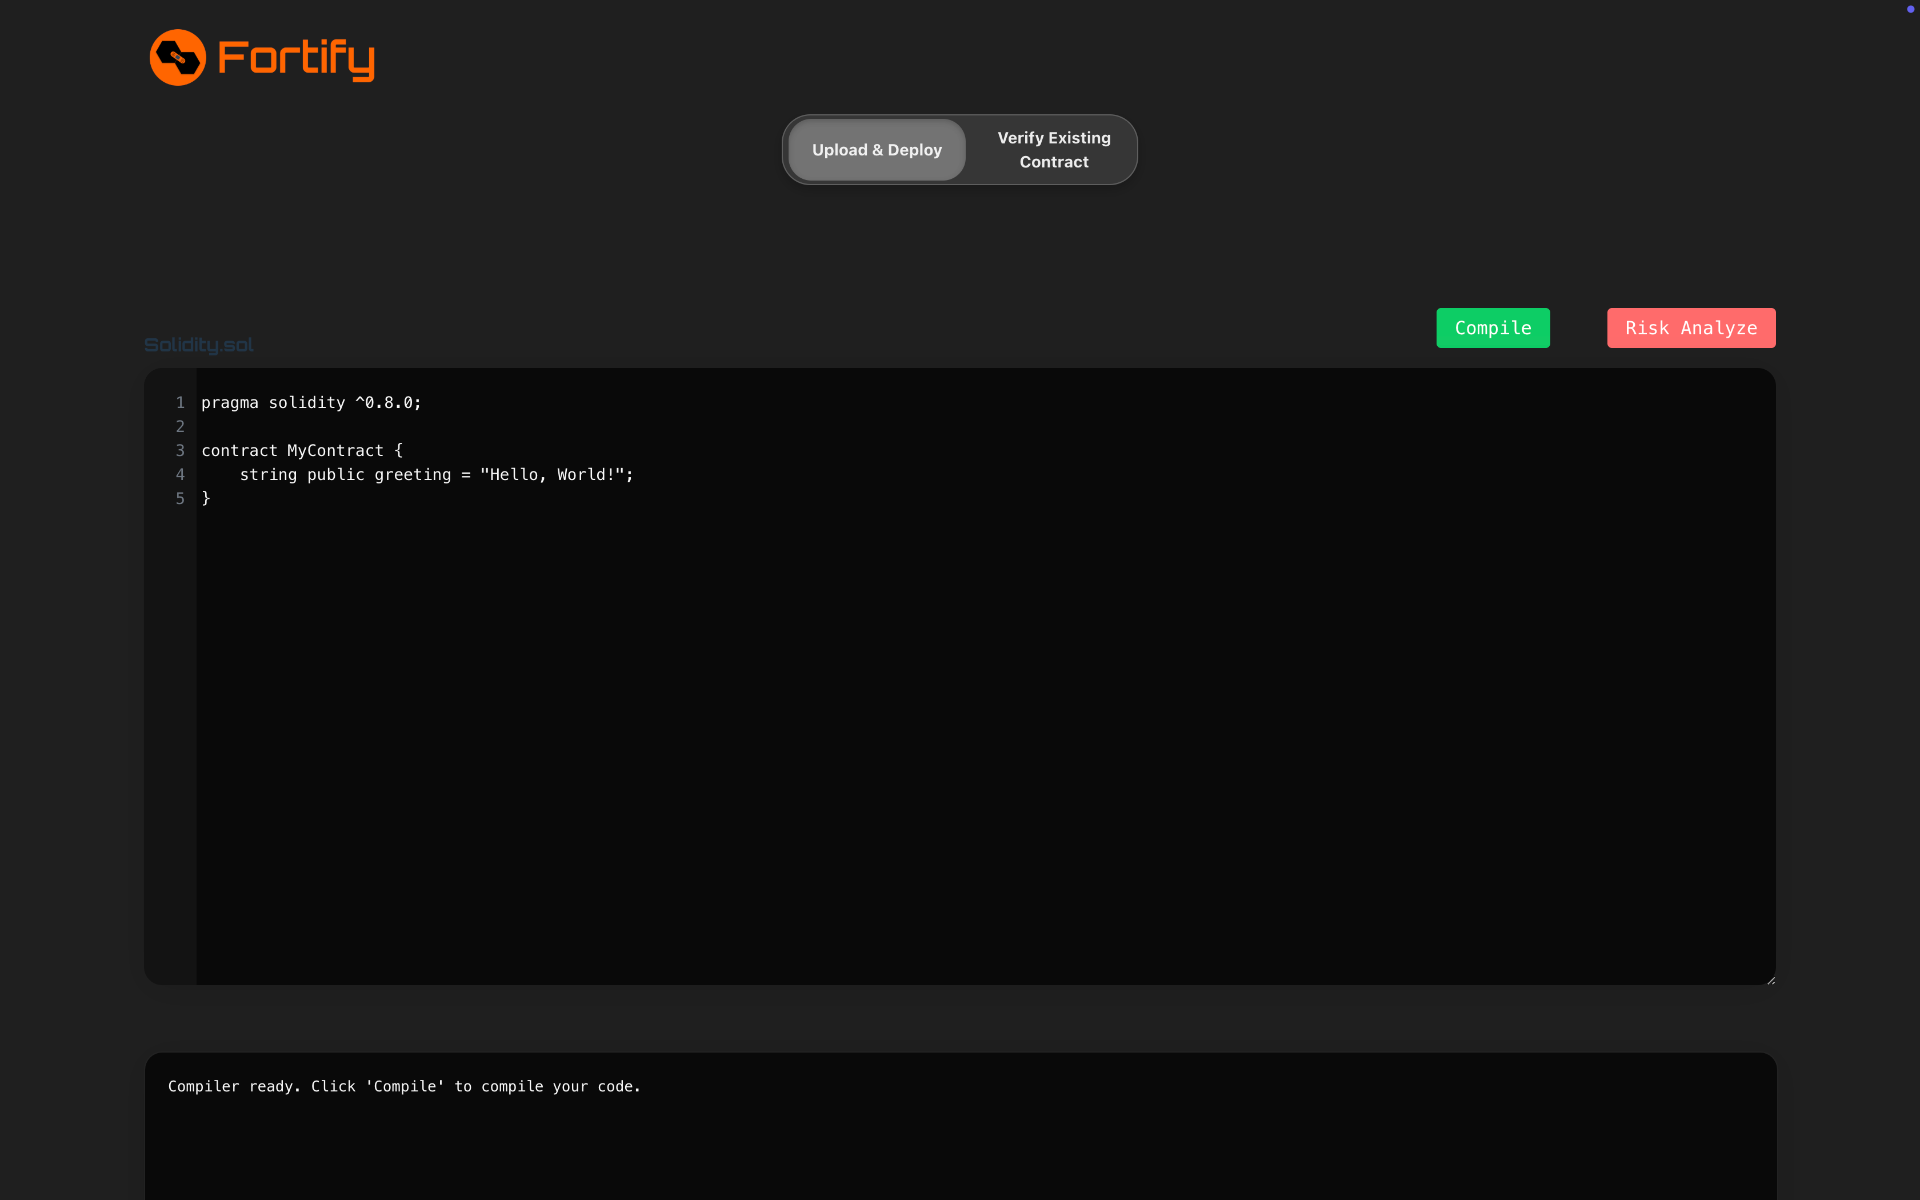 Fortify
Upload & Deploy
Verify Existing
Contract
Compile
Risk Analyze
Solidity.sol
1 pragma solidity ^0.8.0;
2
3 contract MyContract {
4     string public greeting = "Hello, World!";
5 }
Compiler ready. Click 'Compile' to compile your code.